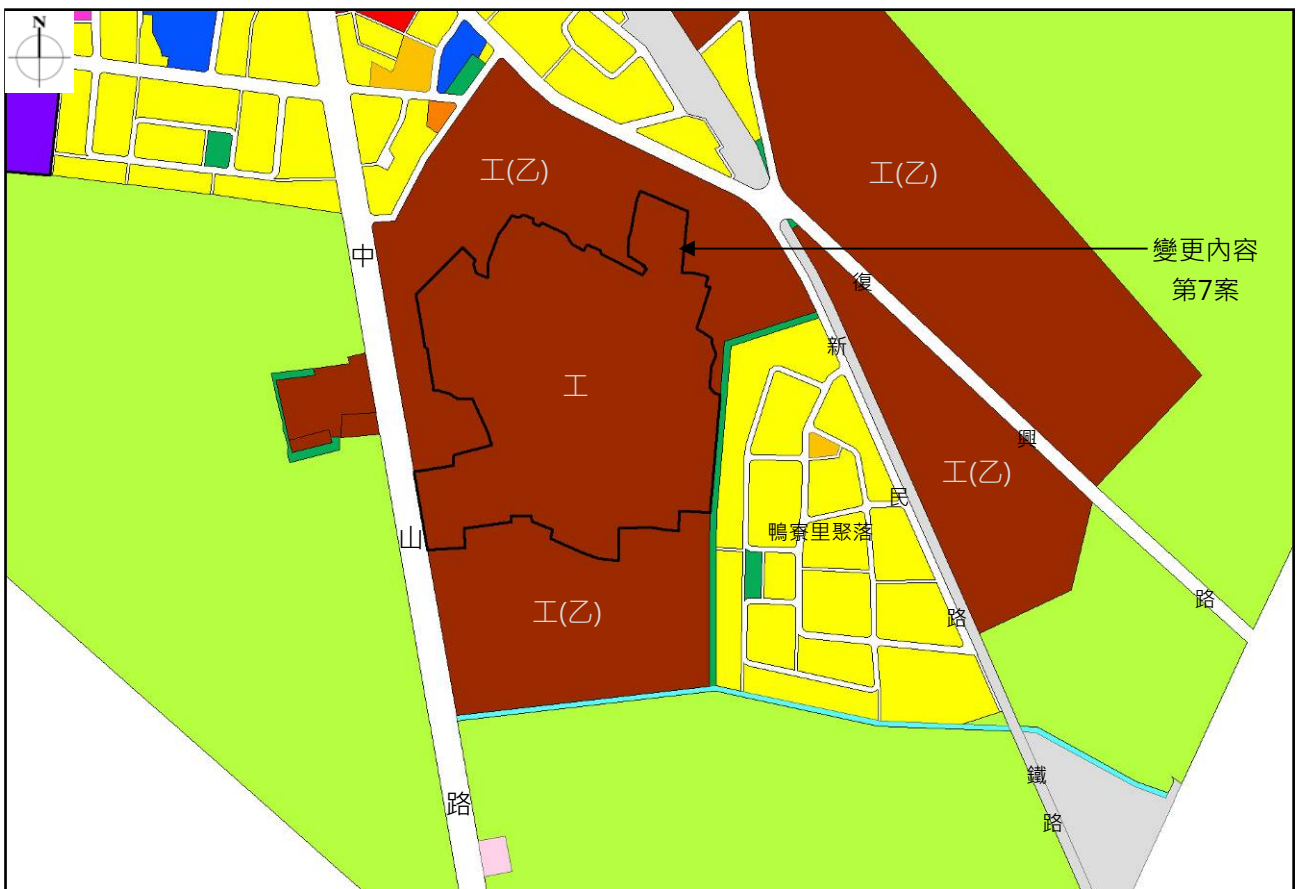 N
工(乙)
工(乙)
中
變更內容
第7案
復
新
工
興
工(乙)
民
鴨寮里聚落
山
路
工(乙)
路
鐵
路
路